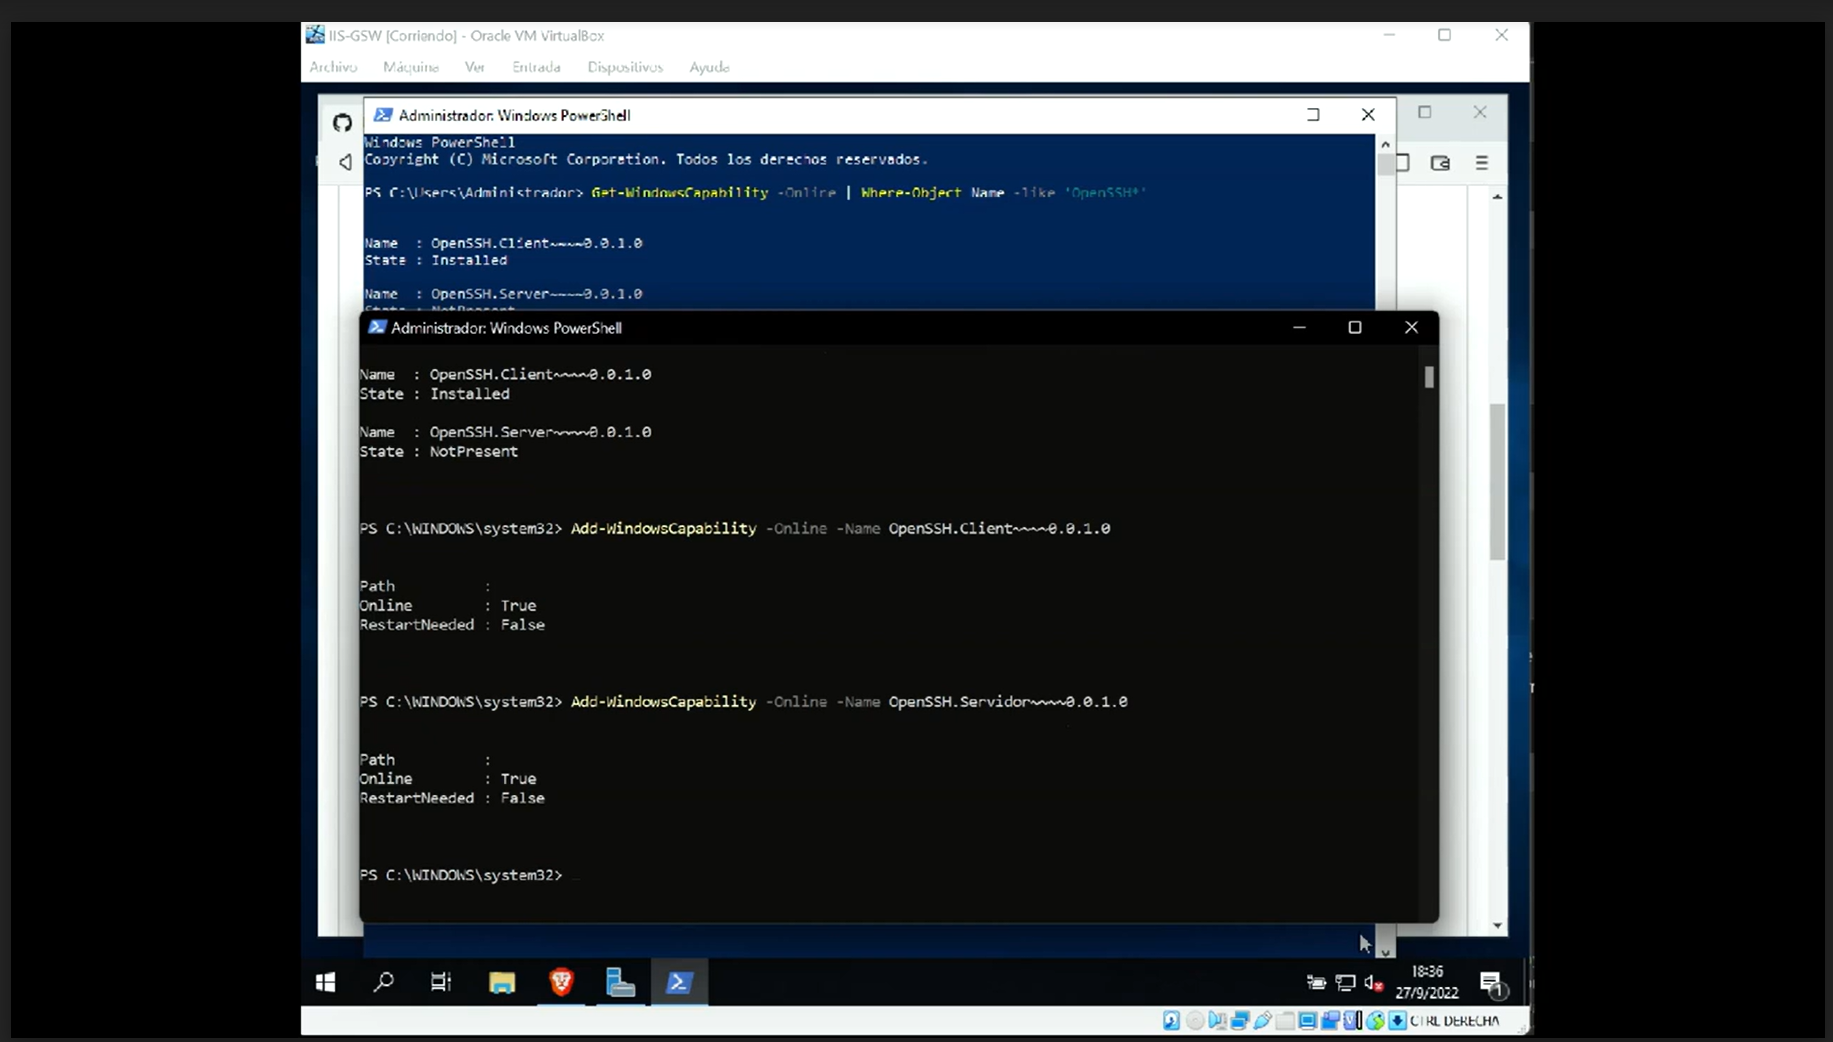 IIS-GSW [Corriendo] - Oracle VM VirtualBox
Archivo Máquina Ver Entrada Dispositivos Ayuda
Administrador: Windows PowerShell
Windows PowerShell
Copyright (C) Microsoft Corporation. Todos los derechos reservados.
PS C:\Users\Administrador> Get-WindowsCapability -Online | Where-Object Name -like 'OpenSSH*'
Name : OpenSSH.Client~~~~0.0.1.0
State : Installed
Name : OpenSSH.Server~~~~0.0.1.0
State : NotPresent
Administrador: Windows PowerShell
Name : OpenSSH.Client~~~~0.0.1.0
State : Installed
Name : OpenSSH.Server~~~~0.0.1.0
State : NotPresent
PS C:\WINDOWS\system32> Add-WindowsCapability -Online -Name OpenSSH.Client~~~~0.0.1.0
Path :
Online : True
RestartNeeded : False
PS C:\WINDOWS\system32> Add-WindowsCapability -Online -Name OpenSSH.Servidor~~~~0.0.1.0
Path :
Online : True
RestartNeeded : False
PS C:\WINDOWS\system32>
18:36
27/9/2022
1
CTRL DERECHA